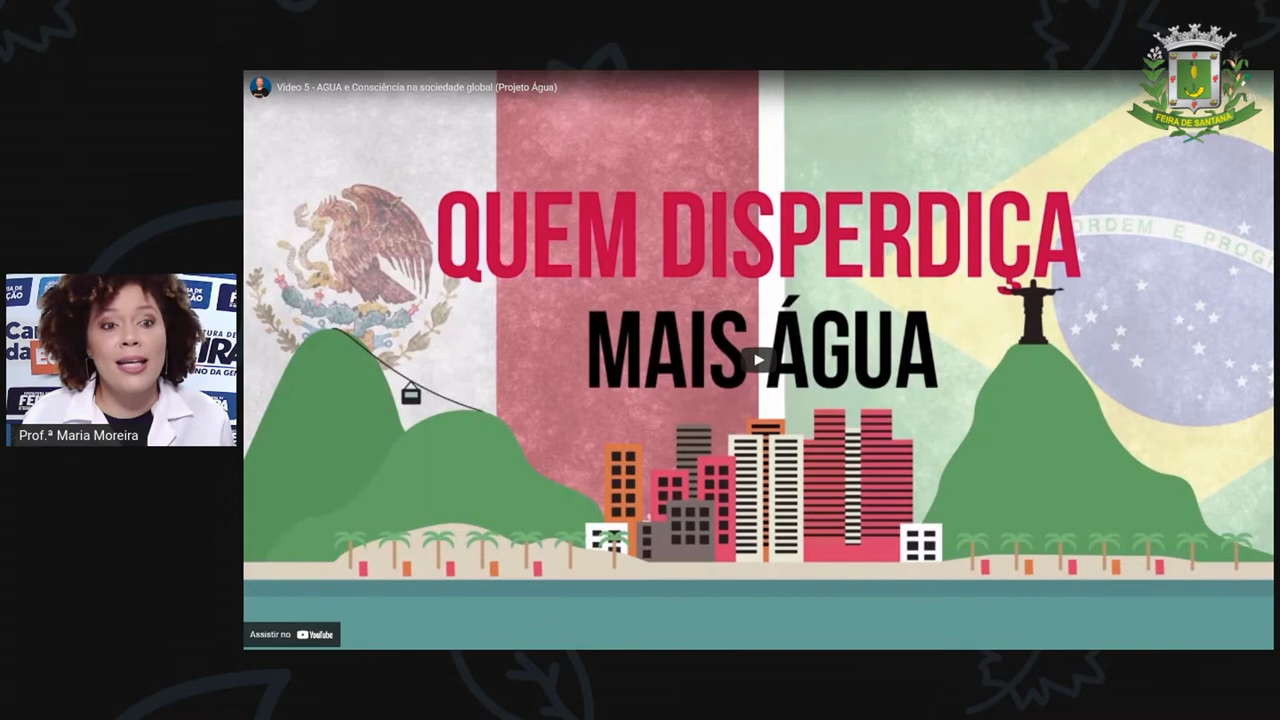 Vídeo 5 - AGUA e Consciência na sociedade global (Projeto Água)
FEIRA DE SANTANA
QUEM DISPERDIÇA
MAIS ÁGUA
ORDEM E PROG
Prof.ª Maria Moreira
Assistir no YouTube